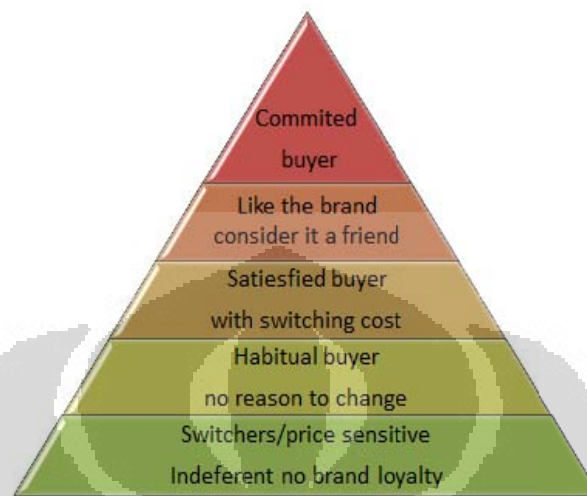 Commited
buyer
Like the brand
consider it a friend
Satiesfied buyer
with switching cost
Habitual buyer
no reason to change
Switchers/price sensitive
Indeferent no brand loyalty